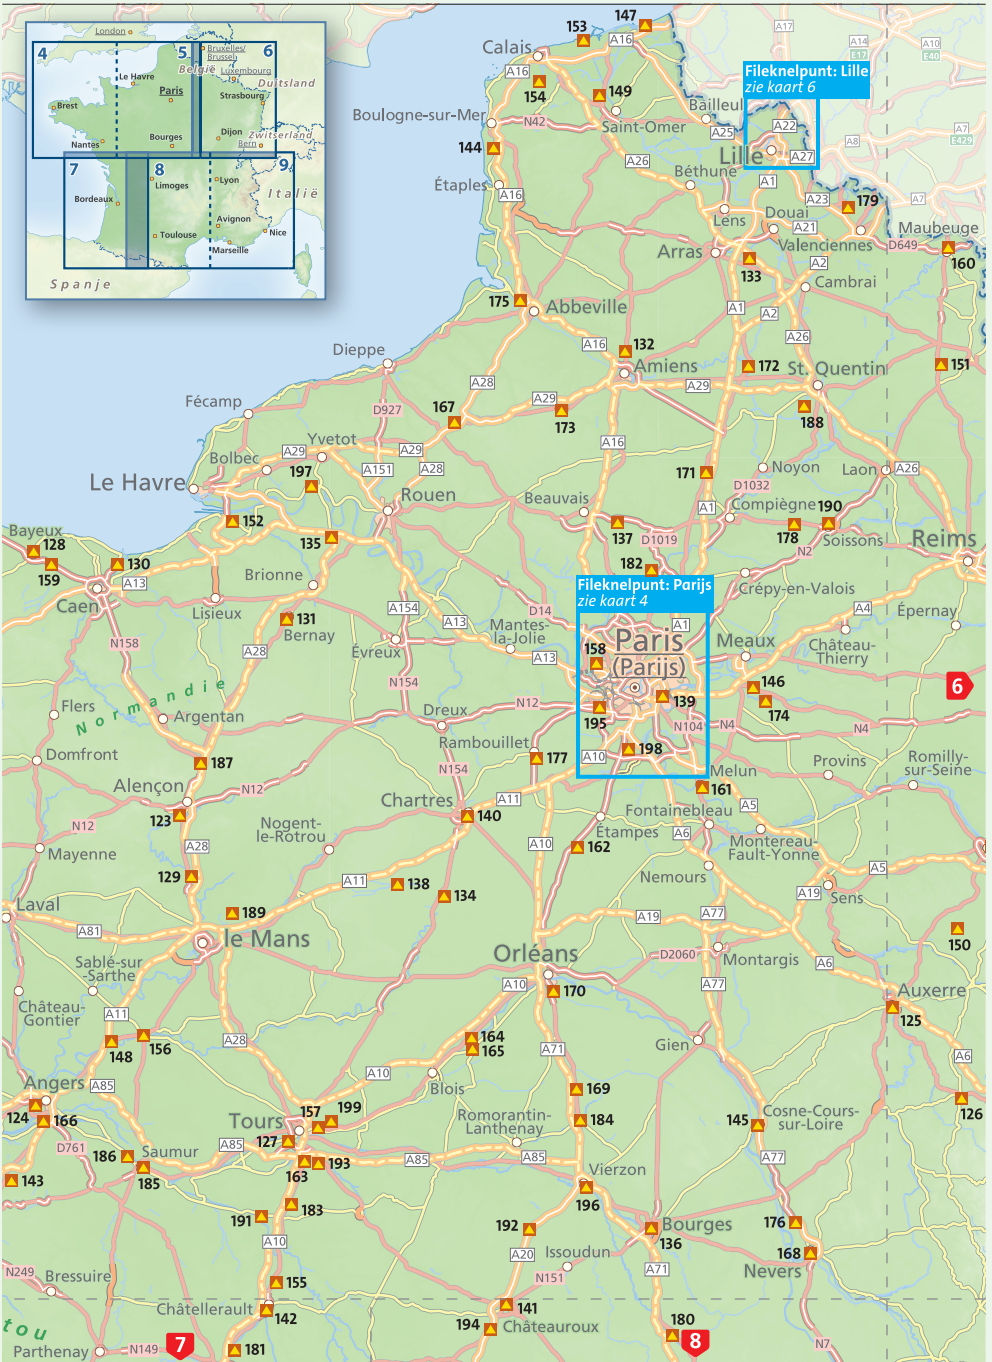 London
4
5
6
Bruxelles/
Brussel
België
Luxembourg
Duitsland
Le Havre
Paris
Strasbourg
Brest
Bourges
Dijon
Nantes
Zwitserland
Bern
7
8
9
Limoges
Lyon
Bordeaux
Italië
Avignon
Toulouse
Nice
Marseille
Spanje
147
153
A16
Calais
A16
154
149
Boulogne-sur-Mer
N42
Saint-Omer
144
Étaples
A16
A26
Bailleul
A25
Fileknelpunt: Lille
zie kaart 6
A22
Lille
A27
A17
A14
A10
E40
A8
A7
E429
Béthune
A1
Lens
Douai
A23
179
A7
A21
Valenciennes
Maubeuge
D649
160
Arras
133
A2
Cambrai
175
Abbeville
A1
A2
A16
132
A26
Dieppe
Amiens
172
St. Quentin
151
A28
A29
Fécamp
D927
A29
167
173
188
Yvetot
A29
A29
A16
Bolbec
A151
A28
171
Noyon
Laon
A26
Le Havre
197
D1032
Rouen
Beauvais
A1
Compiègne
190
Bayeux
152
128
135
137
D1019
178
Soissons
Reims
159
130
182
N2
A13
Brionne
Fileknelpunt: Parijs
zie kaart 4
Crépy-en-Valois
Caen
Lisieux
131
Bernay
A154
D14
A1
A4
Épernay
N158
A28
A13
Mantes-
la-Jolie
Paris
(Parijs)
Meaux
Château-
Thierry
158
Évreux
A13
N154
146
6
139
174
Flers
Normandie
Argentan
Dreux
N12
195
N104
N4
N4
Domfront
Rambouillet
198
187
177
A10
Provins
Romilly-
sur-Seine
N154
Melun
Alençon
N12
161
Chartres
A11
Fontainebleau
A5
123
140
Étampes
N12
Nogent-
le-Rotrou
A6
Montereau-
Fault-Yonne
Mayenne
A28
A10
162
A5
129
A11
138
Nemours
A19
134
Sens
Laval
189
A19
A77
A81
le Mans
150
Orléans
D2060
Montargis
Sablé-sur
-Sarthe
A6
A10
170
A77
Auxerre
Château-
Gontier
A11
125
164
165
148
156
A28
A71
Gien
A6
Angers
A85
A10
Blois
169
126
124
157
199
Romorantin-
Lanthenay
145
Cosne-Cours-
sur-Loire
166
Tours
184
127
D761
A85
186
Saumur
A85
A85
A77
163
193
Vierzon
143
185
183
196
191
192
Bourges
176
A10
136
A20
Issoudun
168
N249
Bressuire
155
N151
A71
Nevers
Châtellerault
142
141
194
Châteauroux
180
tou
7
8
Parthenay
N149
181
N7